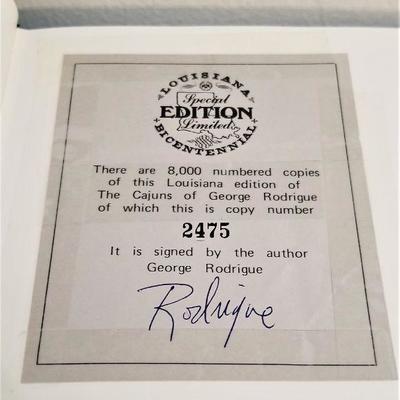 LOUISIANA
Special
EDITION
Limited
BICENTENNIAL
There are 8,000 numbered copies
of this Louisiana edition of
The Cajuns of George Rodrigue
of which this is copy number
2475
It is signed by the author
George Rodrigue
Rodrigue